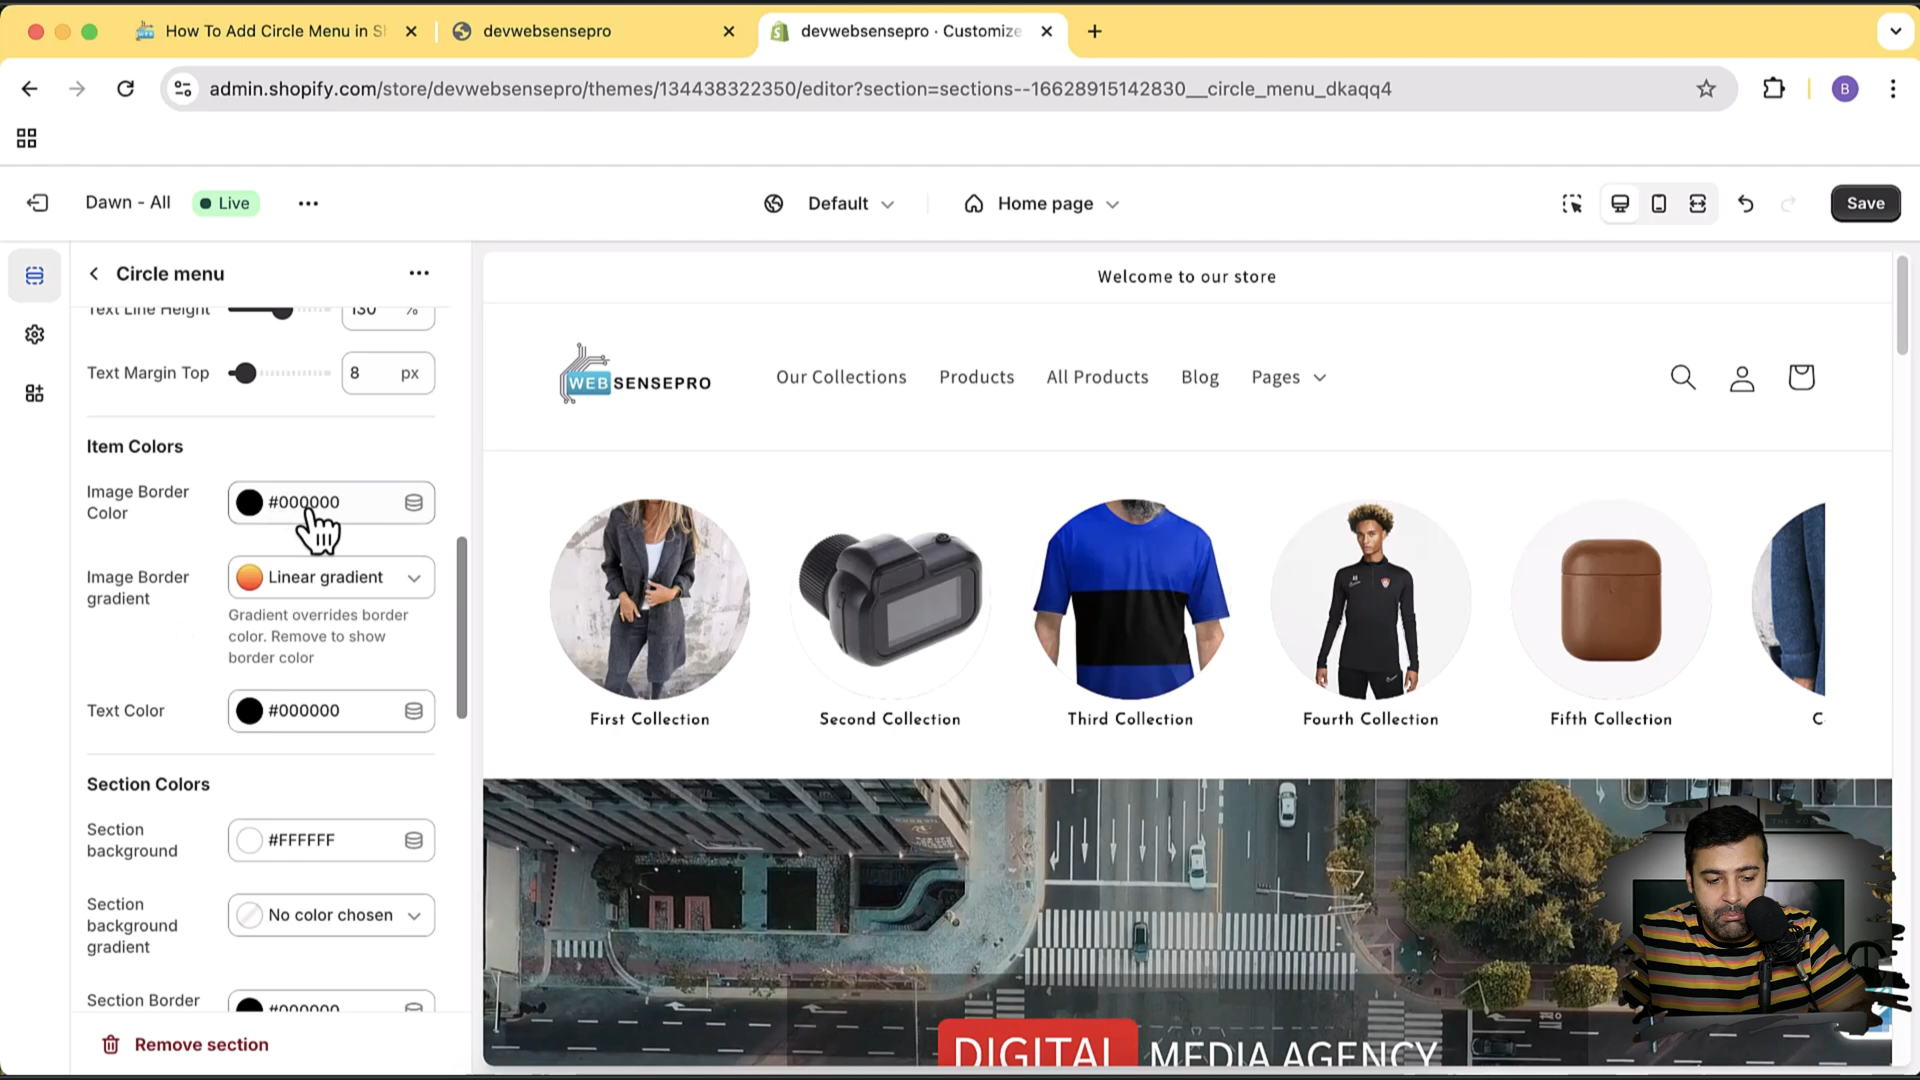 How To Add Circle Menu in Sl
devwebsensepro
devwebsensepro · Customize
admin.shopify.com/store/devwebsensepro/themes/134438322350/editor?section=sections--16628915142830__circle_menu_dkaqq4
B
Dawn - All
Live
Default
Home page
Save
Circle menu
Text Line Height
130 %
Text Margin Top
8 px
Item Colors
Image Border
Color
#000000
Image Border
gradient
Linear gradient
Gradient overrides border
color. Remove to show
border color
Text Color
#000000
Section Colors
Section
background
#FFFFFF
Section
background
gradient
No color chosen
Section Border
#000000
Remove section
Welcome to our store
WEBSENSEPRO
Our Collections
Products
All Products
Blog
Pages
First Collection
Second Collection
Third Collection
Fourth Collection
Fifth Collection
C
DIGITAL MEDIA AGENCY